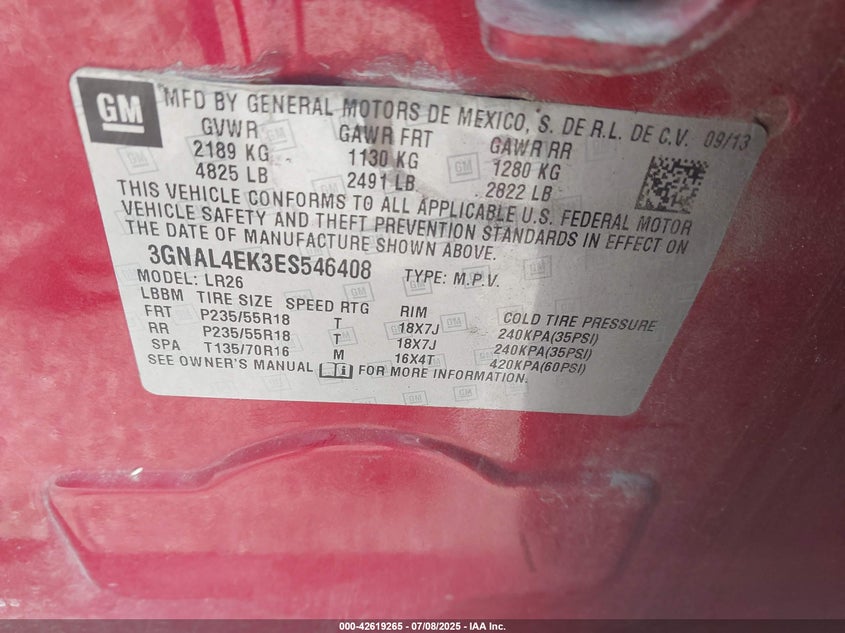 GM
MFD BY GENERAL MOTORS DE MEXICO, S. DE R.L. DE C.V. 09/13
GVWR GAWR FRT GAWR RR
2189 KG 1130 KG 1280 KG
4825 LB 2491 LB 2822 LB
THIS VEHICLE CONFORMS TO ALL APPLICABLE U.S. FEDERAL MOTOR
VEHICLE SAFETY AND THEFT PREVENTION STANDARDS IN EFFECT ON
THE DATE OF MANUFACTURE SHOWN ABOVE.
3GNAL4EK3ES546408 TYPE: M.P.V.
MODEL: LR26
LBBM TIRE SIZE SPEED RTG RIM COLD TIRE PRESSURE
FRT P235/55R18 T 18X7J 240KPA(35PSI)
RR P235/55R18 T 18X7J 240KPA(35PSI)
SPA T135/70R16 M 16X4T 420KPA(60PSI)
SEE OWNER'S MANUAL i FOR MORE INFORMATION.
000-42619265 - 07/08/2025 - IAA Inc.